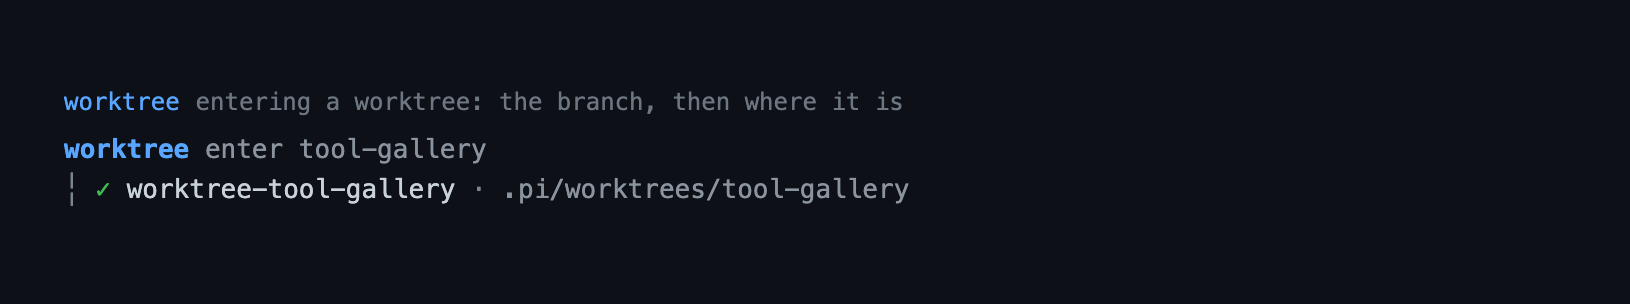 worktree entering a worktree: the branch, then where it is
worktree enter tool-gallery
✓ worktree-tool-gallery · .pi/worktrees/tool-gallery